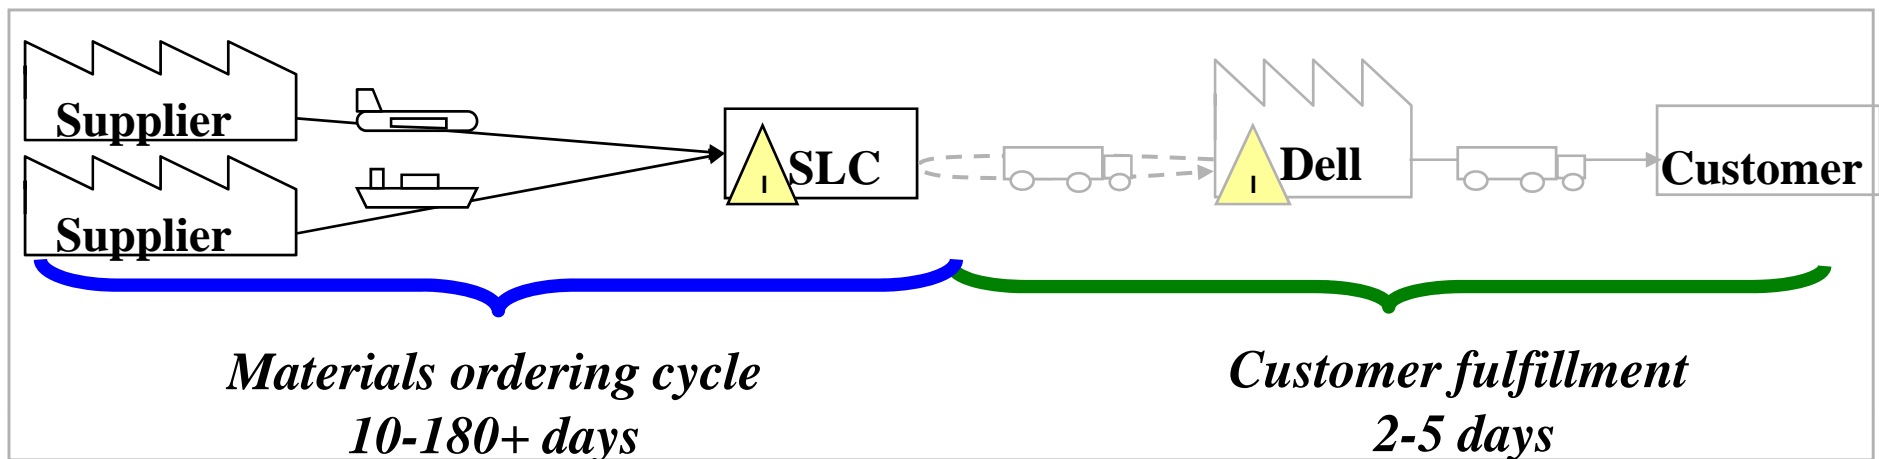 Supplier
Supplier
I SLC
I Dell
Customer
Materials ordering cycle
10-180+ days
Customer fulfillment
2-5 days